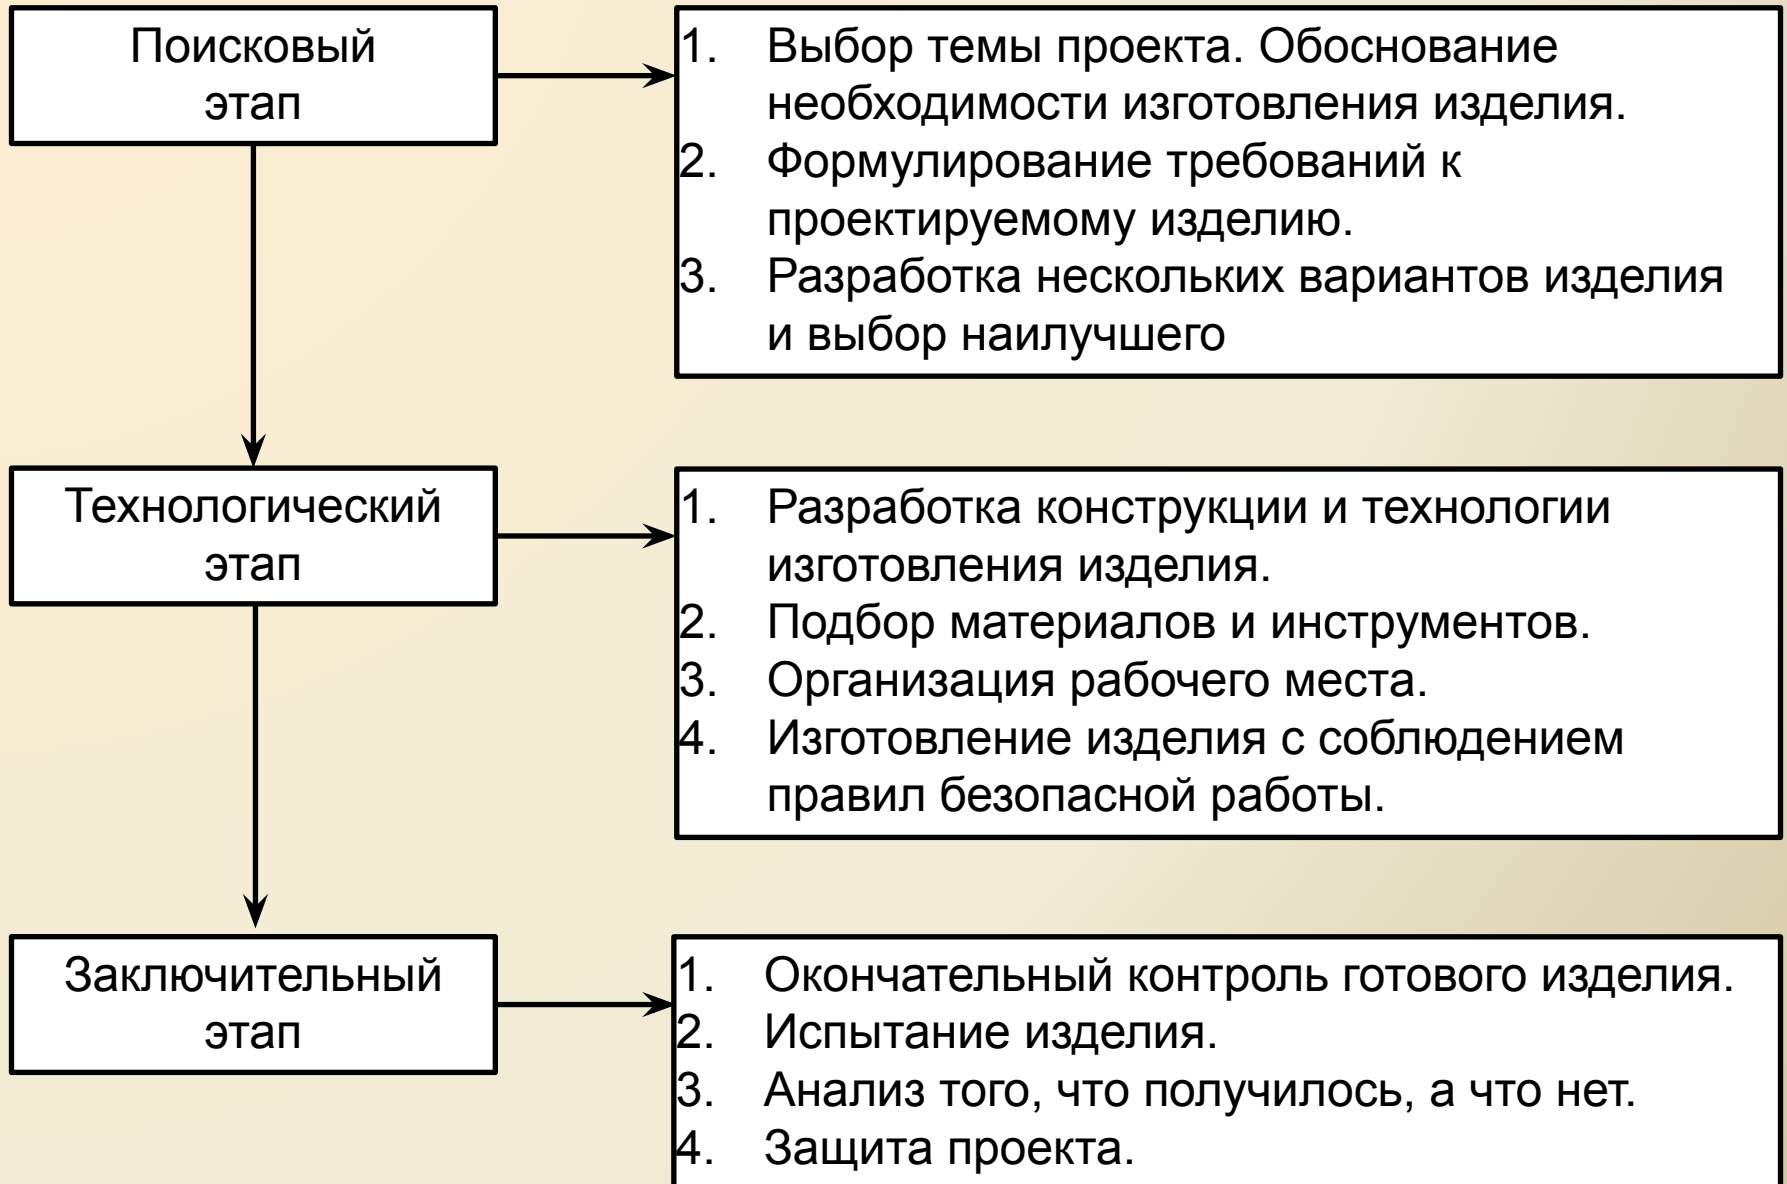 Поисковый
этап
1. Выбор темы проекта. Обоснование
необходимости изготовления изделия.
2. Формулирование требований к
проектируемому изделию.
3. Разработка нескольких вариантов изделия
и выбор наилучшего
Технологический
этап
1. Разработка конструкции и технологии
изготовления изделия.
2. Подбор материалов и инструментов.
3. Организация рабочего места.
4. Изготовление изделия с соблюдением
правил безопасной работы.
Заключительный
этап
1. Окончательный контроль готового изделия.
2. Испытание изделия.
3. Анализ того, что получилось, а что нет.
4. Защита проекта.